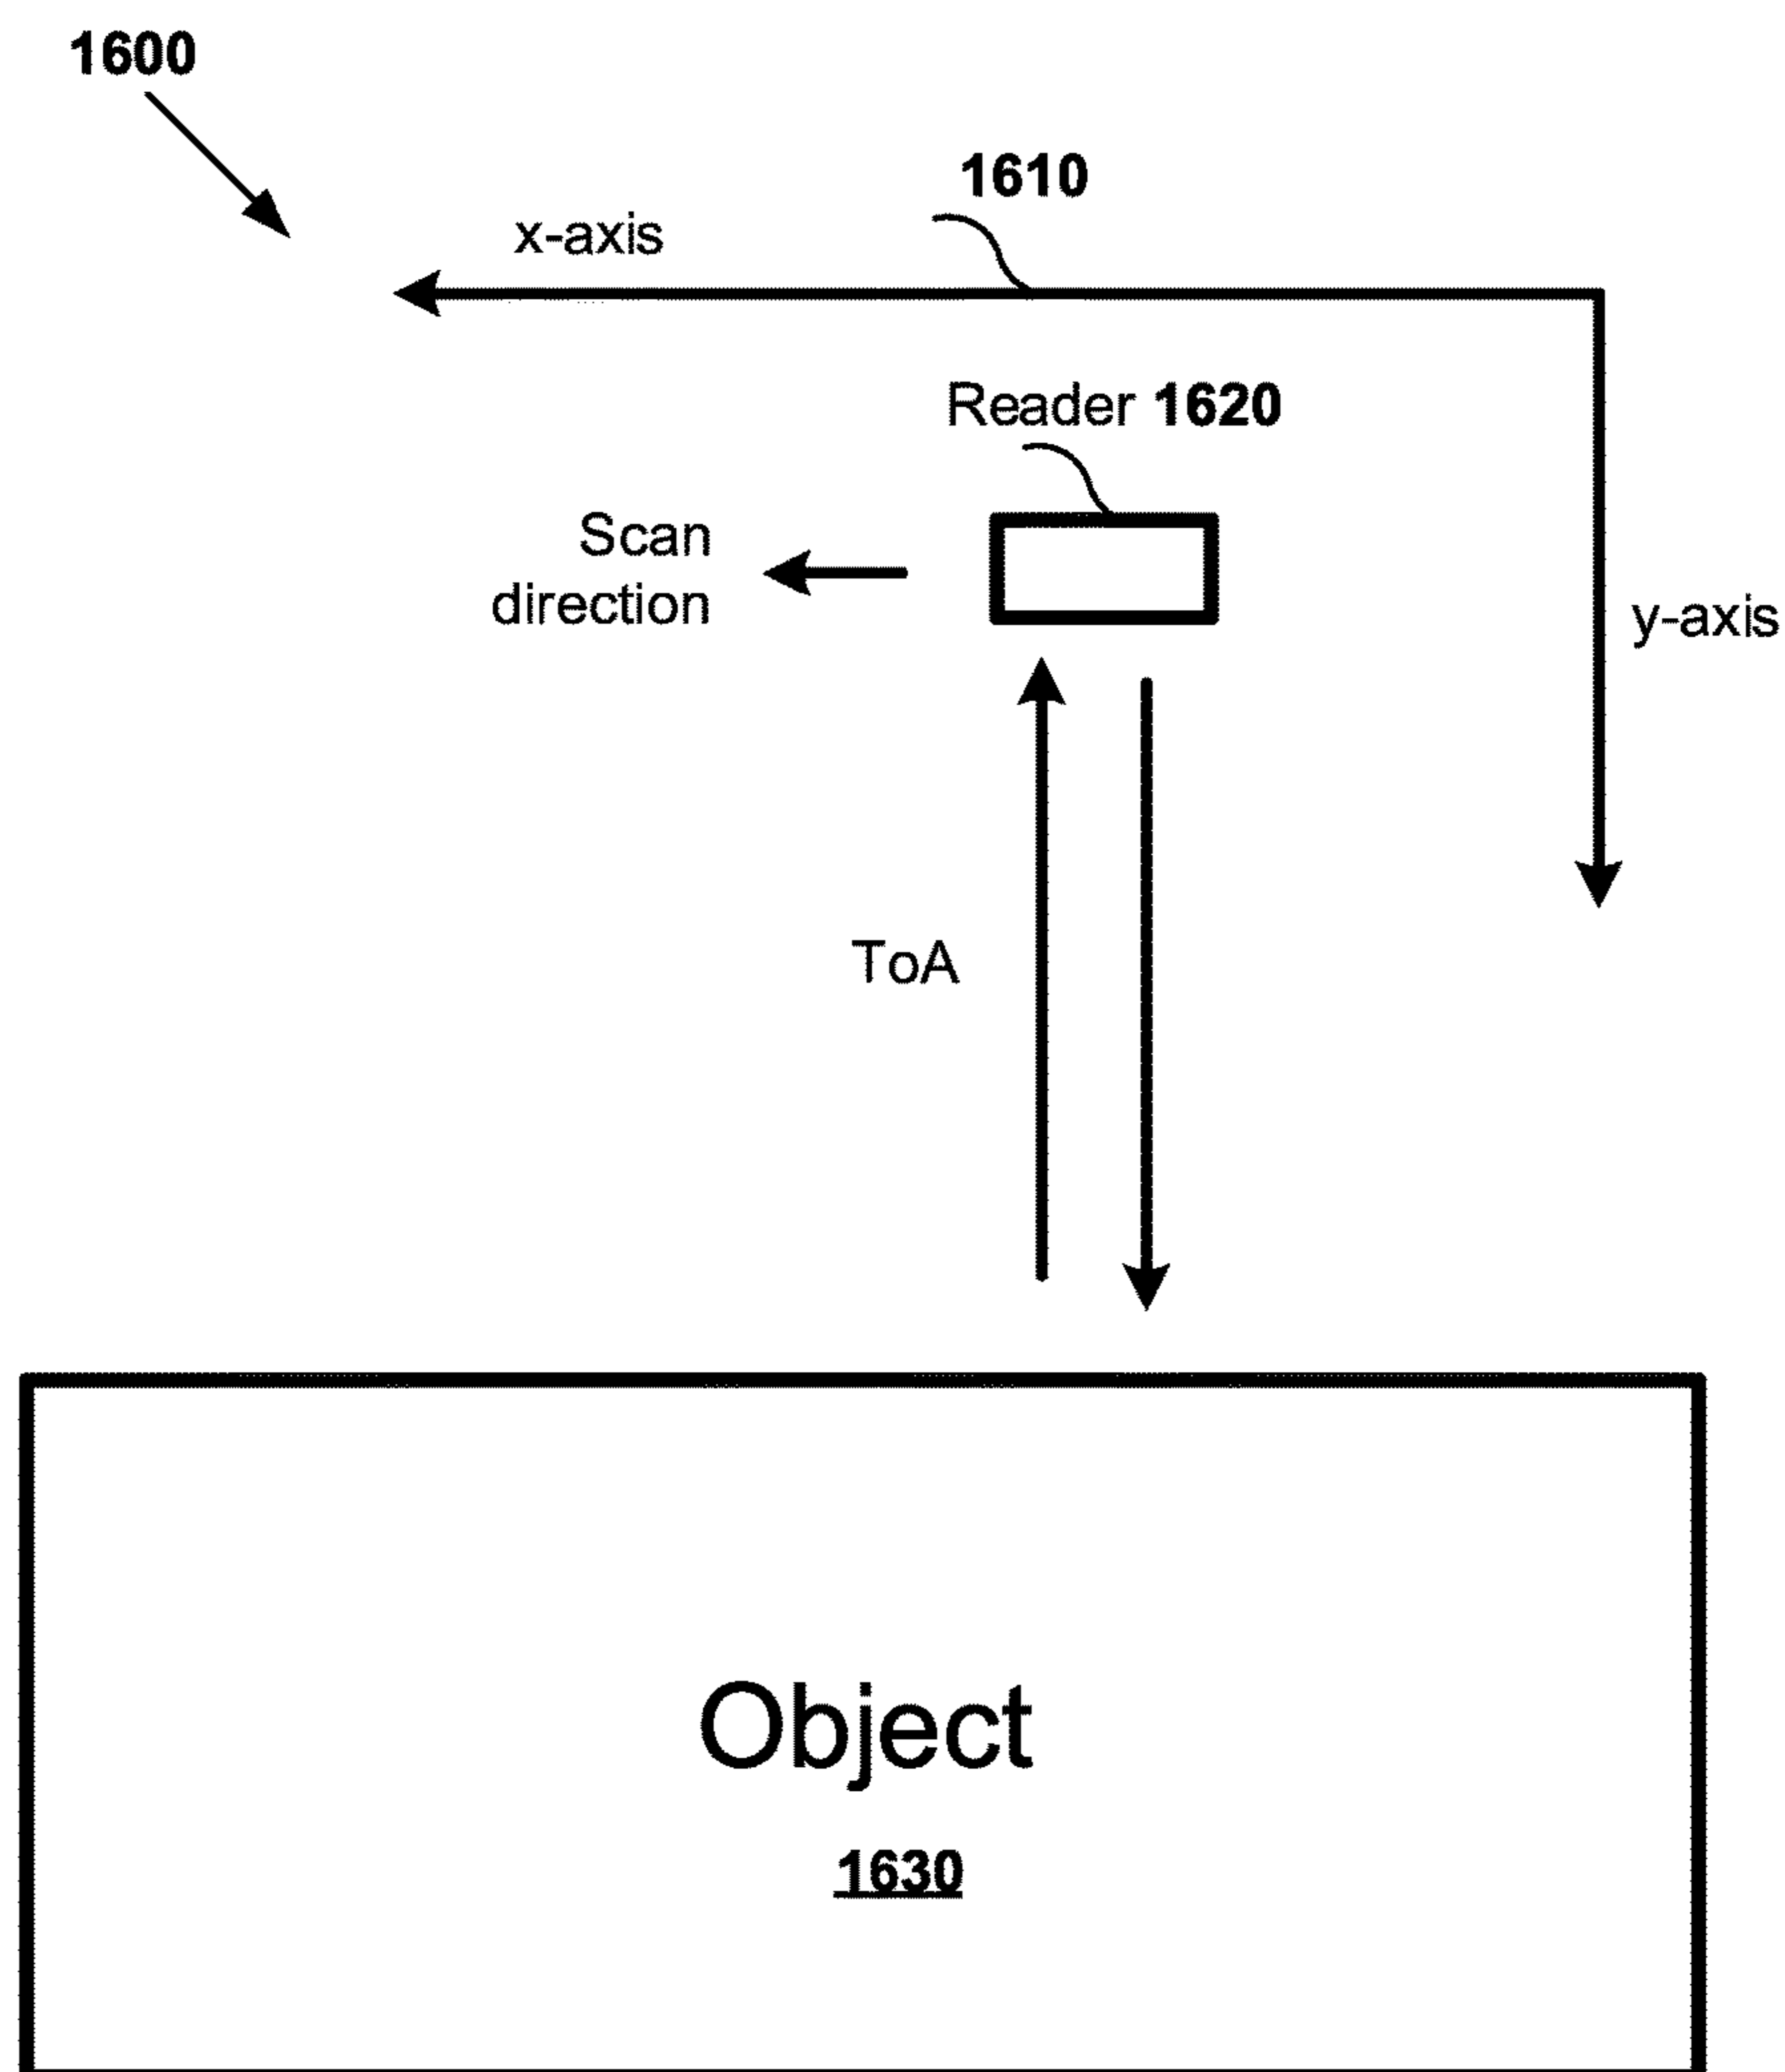 1600
1610
x-axis
Reader 1620
Scan
direction
y-axis
ToA
Object
1630